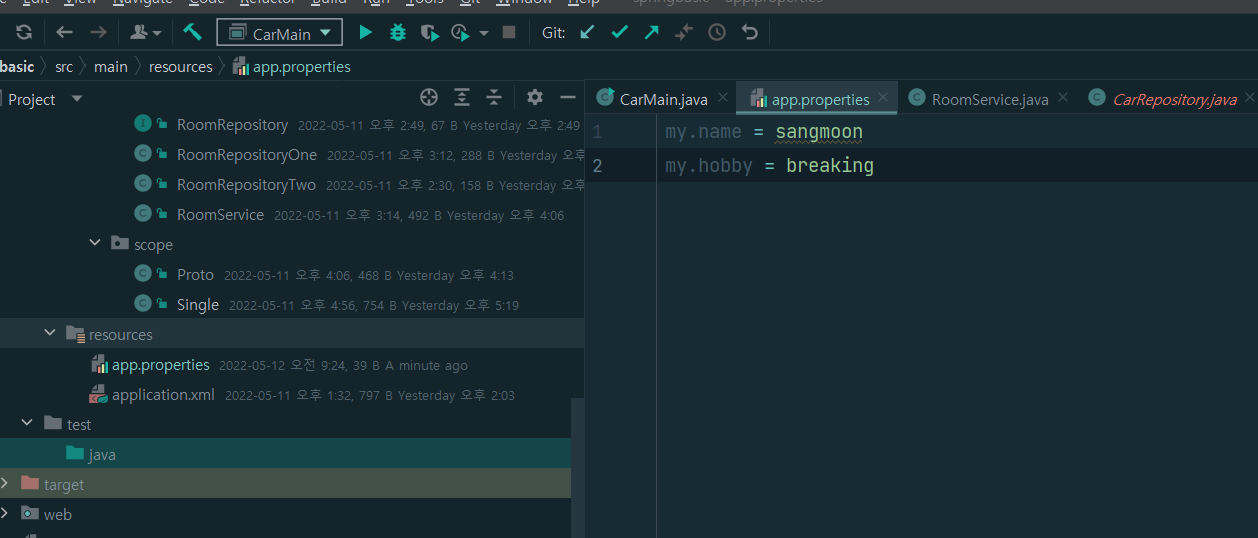 Edit View Navigate Code Refactor Build Run Tools Git Window Help springbasic - app.properties
CarMain Git:
basic src main resources app.properties
Project
CarMain.java app.properties RoomService.java CarRepository.java
RoomRepository 2022-05-11 오후 2:49, 67 B Yesterday 오후 2:49
RoomRepositoryOne 2022-05-11 오후 3:12, 288 B Yesterday 오후
RoomRepositoryTwo 2022-05-11 오후 2:30, 158 B Yesterday 오후
RoomService 2022-05-11 오후 3:14, 492 B Yesterday 오후 4:06
scope
Proto 2022-05-11 오후 4:06, 468 B Yesterday 오후 4:13
Single 2022-05-11 오후 4:56, 754 B Yesterday 오후 5:19
resources
app.properties 2022-05-12 오전 9:24, 39 B A minute ago
application.xml 2022-05-11 오후 1:32, 797 B Yesterday 오후 2:03
test
java
target
web
1 my.name = sangmoon
2 my.hobby = breaking